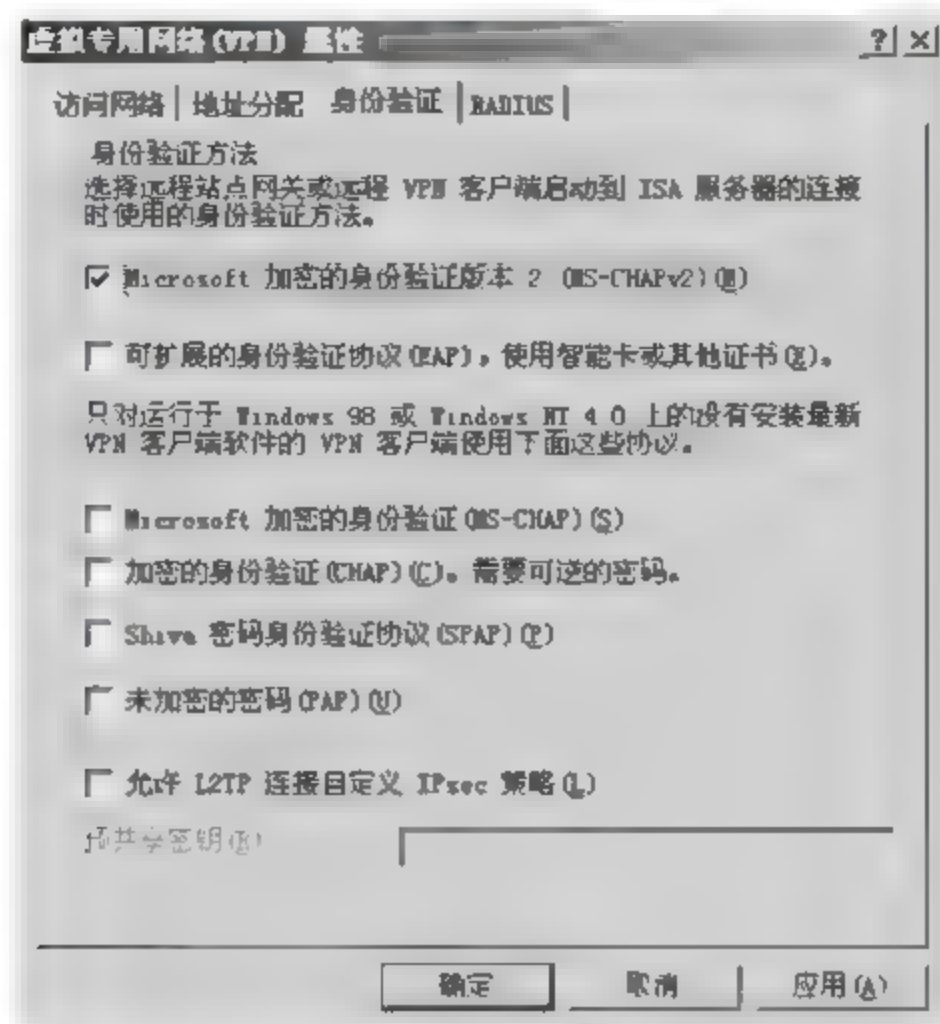 虚拟专用网络(VPN) 属性
访问网络 地址分配 身份验证 RADIUS
身份验证方法
选择远程站点网关或远程 VPN 客户端启动到 ISA 服务器的连接
时使用的身份验证方法。
Microsoft 加密的身份验证版本 2 (MS-CHAPv2)(M)
可扩展的身份验证协议(EAP)，使用智能卡或其他证书(E)。
只对运行于 Windows 98 或 Windows NT 4.0 上的没有安装最新
VPN 客户端软件的 VPN 客户端使用下面这些协议。
Microsoft 加密的身份验证(MS-CHAP)(S)
加密的身份验证(CHAP)(C)。需要可逆的密码。
Shiva 密码身份验证协议(SPAP)(P)
未加密的密码(PAP)(U)
允许 L2TP 连接自定义 IPsec 策略(L)
预共享密钥(K)
确定 取消 应用(A)